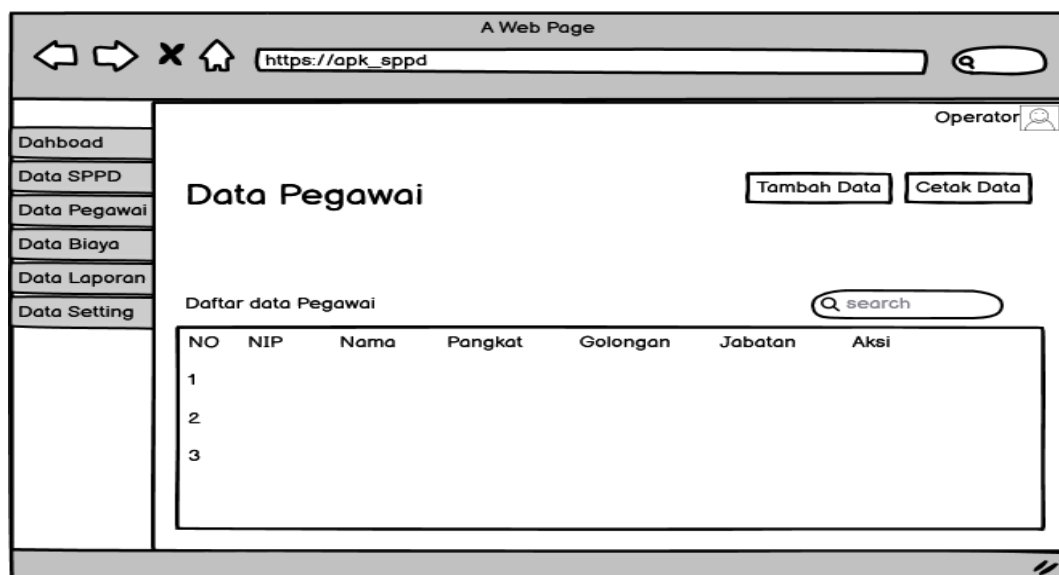 A Web Page
https://apk_sppd
Operator
Dahboad
Data SPPD
Data Pegawai
Data Biaya
Data Laporan
Data Setting
Data Pegawai
Tambah Data
Cetak Data
Daftar data Pegawai
search
NO NIP Nama Pangkat Golongan Jabatan Aksi
1
2
3